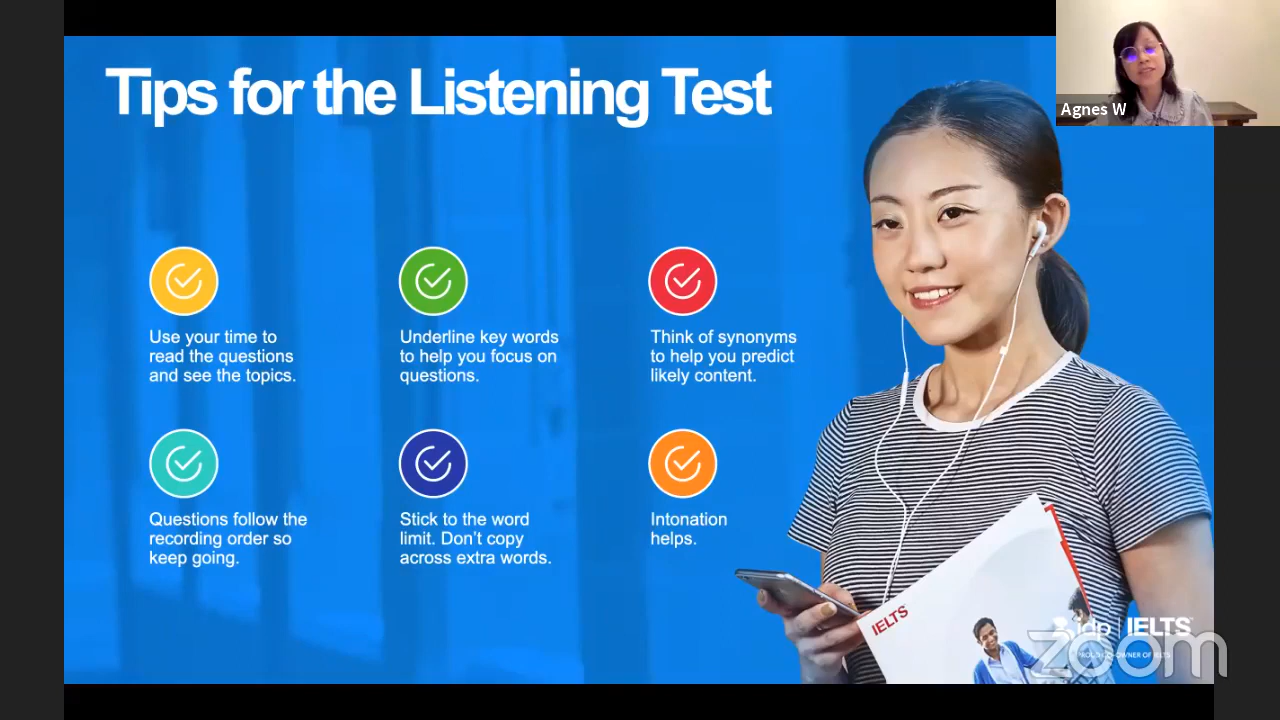 Tips for the Listening Test
Agnes W
Use your time to
read the questions
and see the topics.
Underline key words
to help you focus on
questions.
Think of synonyms
to help you predict
likely content.
Questions follow the
recording order so
keep going.
Stick to the word
limit. Don't copy
across extra words.
Intonation
helps.
IELTS
idp | IELTS
zoom